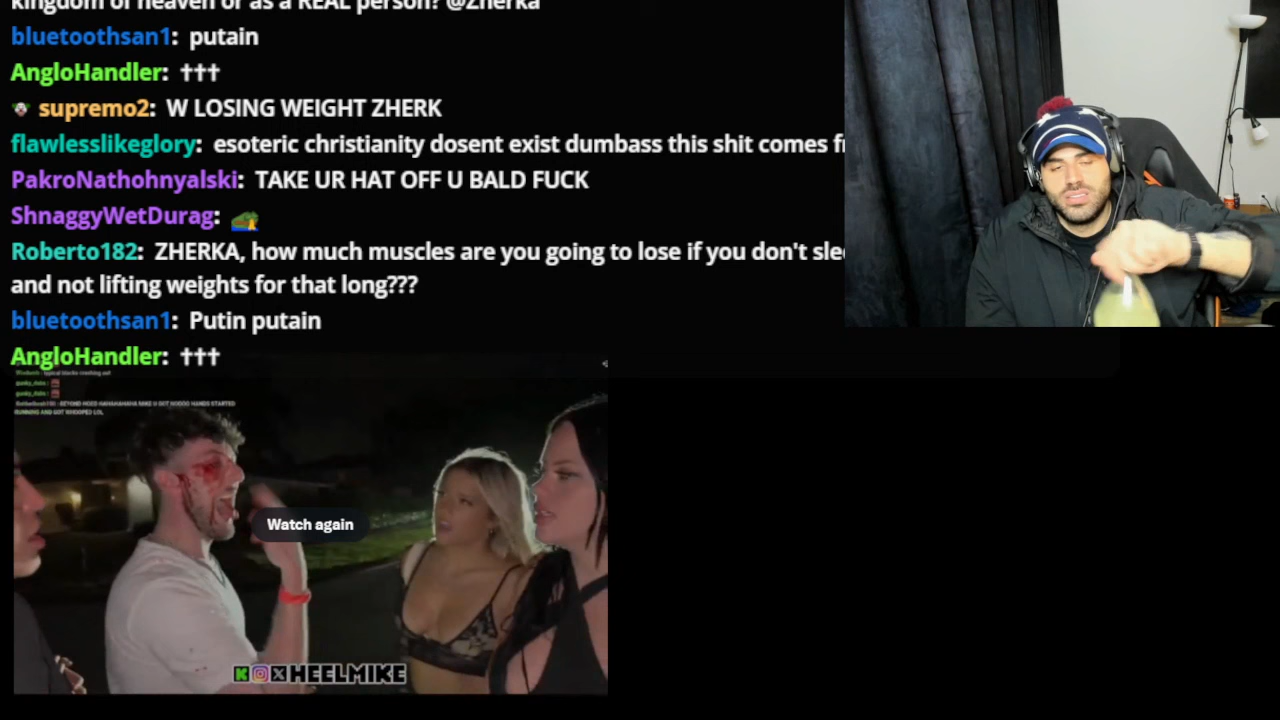 kingdom of heaven or as a REAL person? @Zherka
bluetoothsan1: putain
AngloHandler: ✝✝✝
supremo2: W LOSING WEIGHT ZHERK
flawlesslikeglory: esoteric christianity dosent exist dumbass this shit comes f
PakroNathohnyalski: TAKE UR HAT OFF U BALD FUCK
ShnaggyWetDurag:
Roberto182: ZHERKA, how much muscles are you going to lose if you don't slee
and not lifting weights for that long???
bluetoothsan1: Putin putain
AngloHandler: ✝✝✝
Watch again
K X HEELMIKE